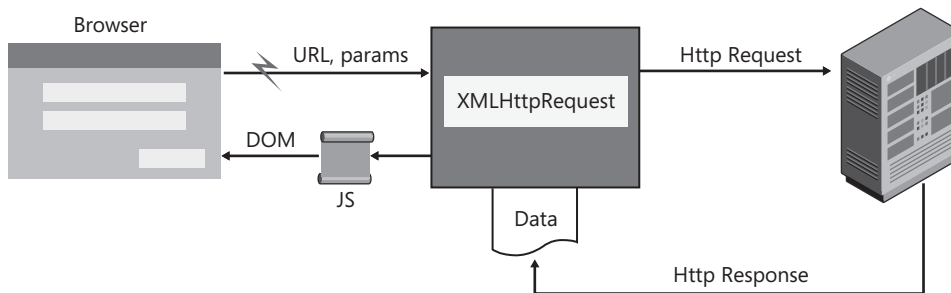 Browser
URL, params
Http Request
XMLHttpRequest
DOM
JS
Data
Http Response